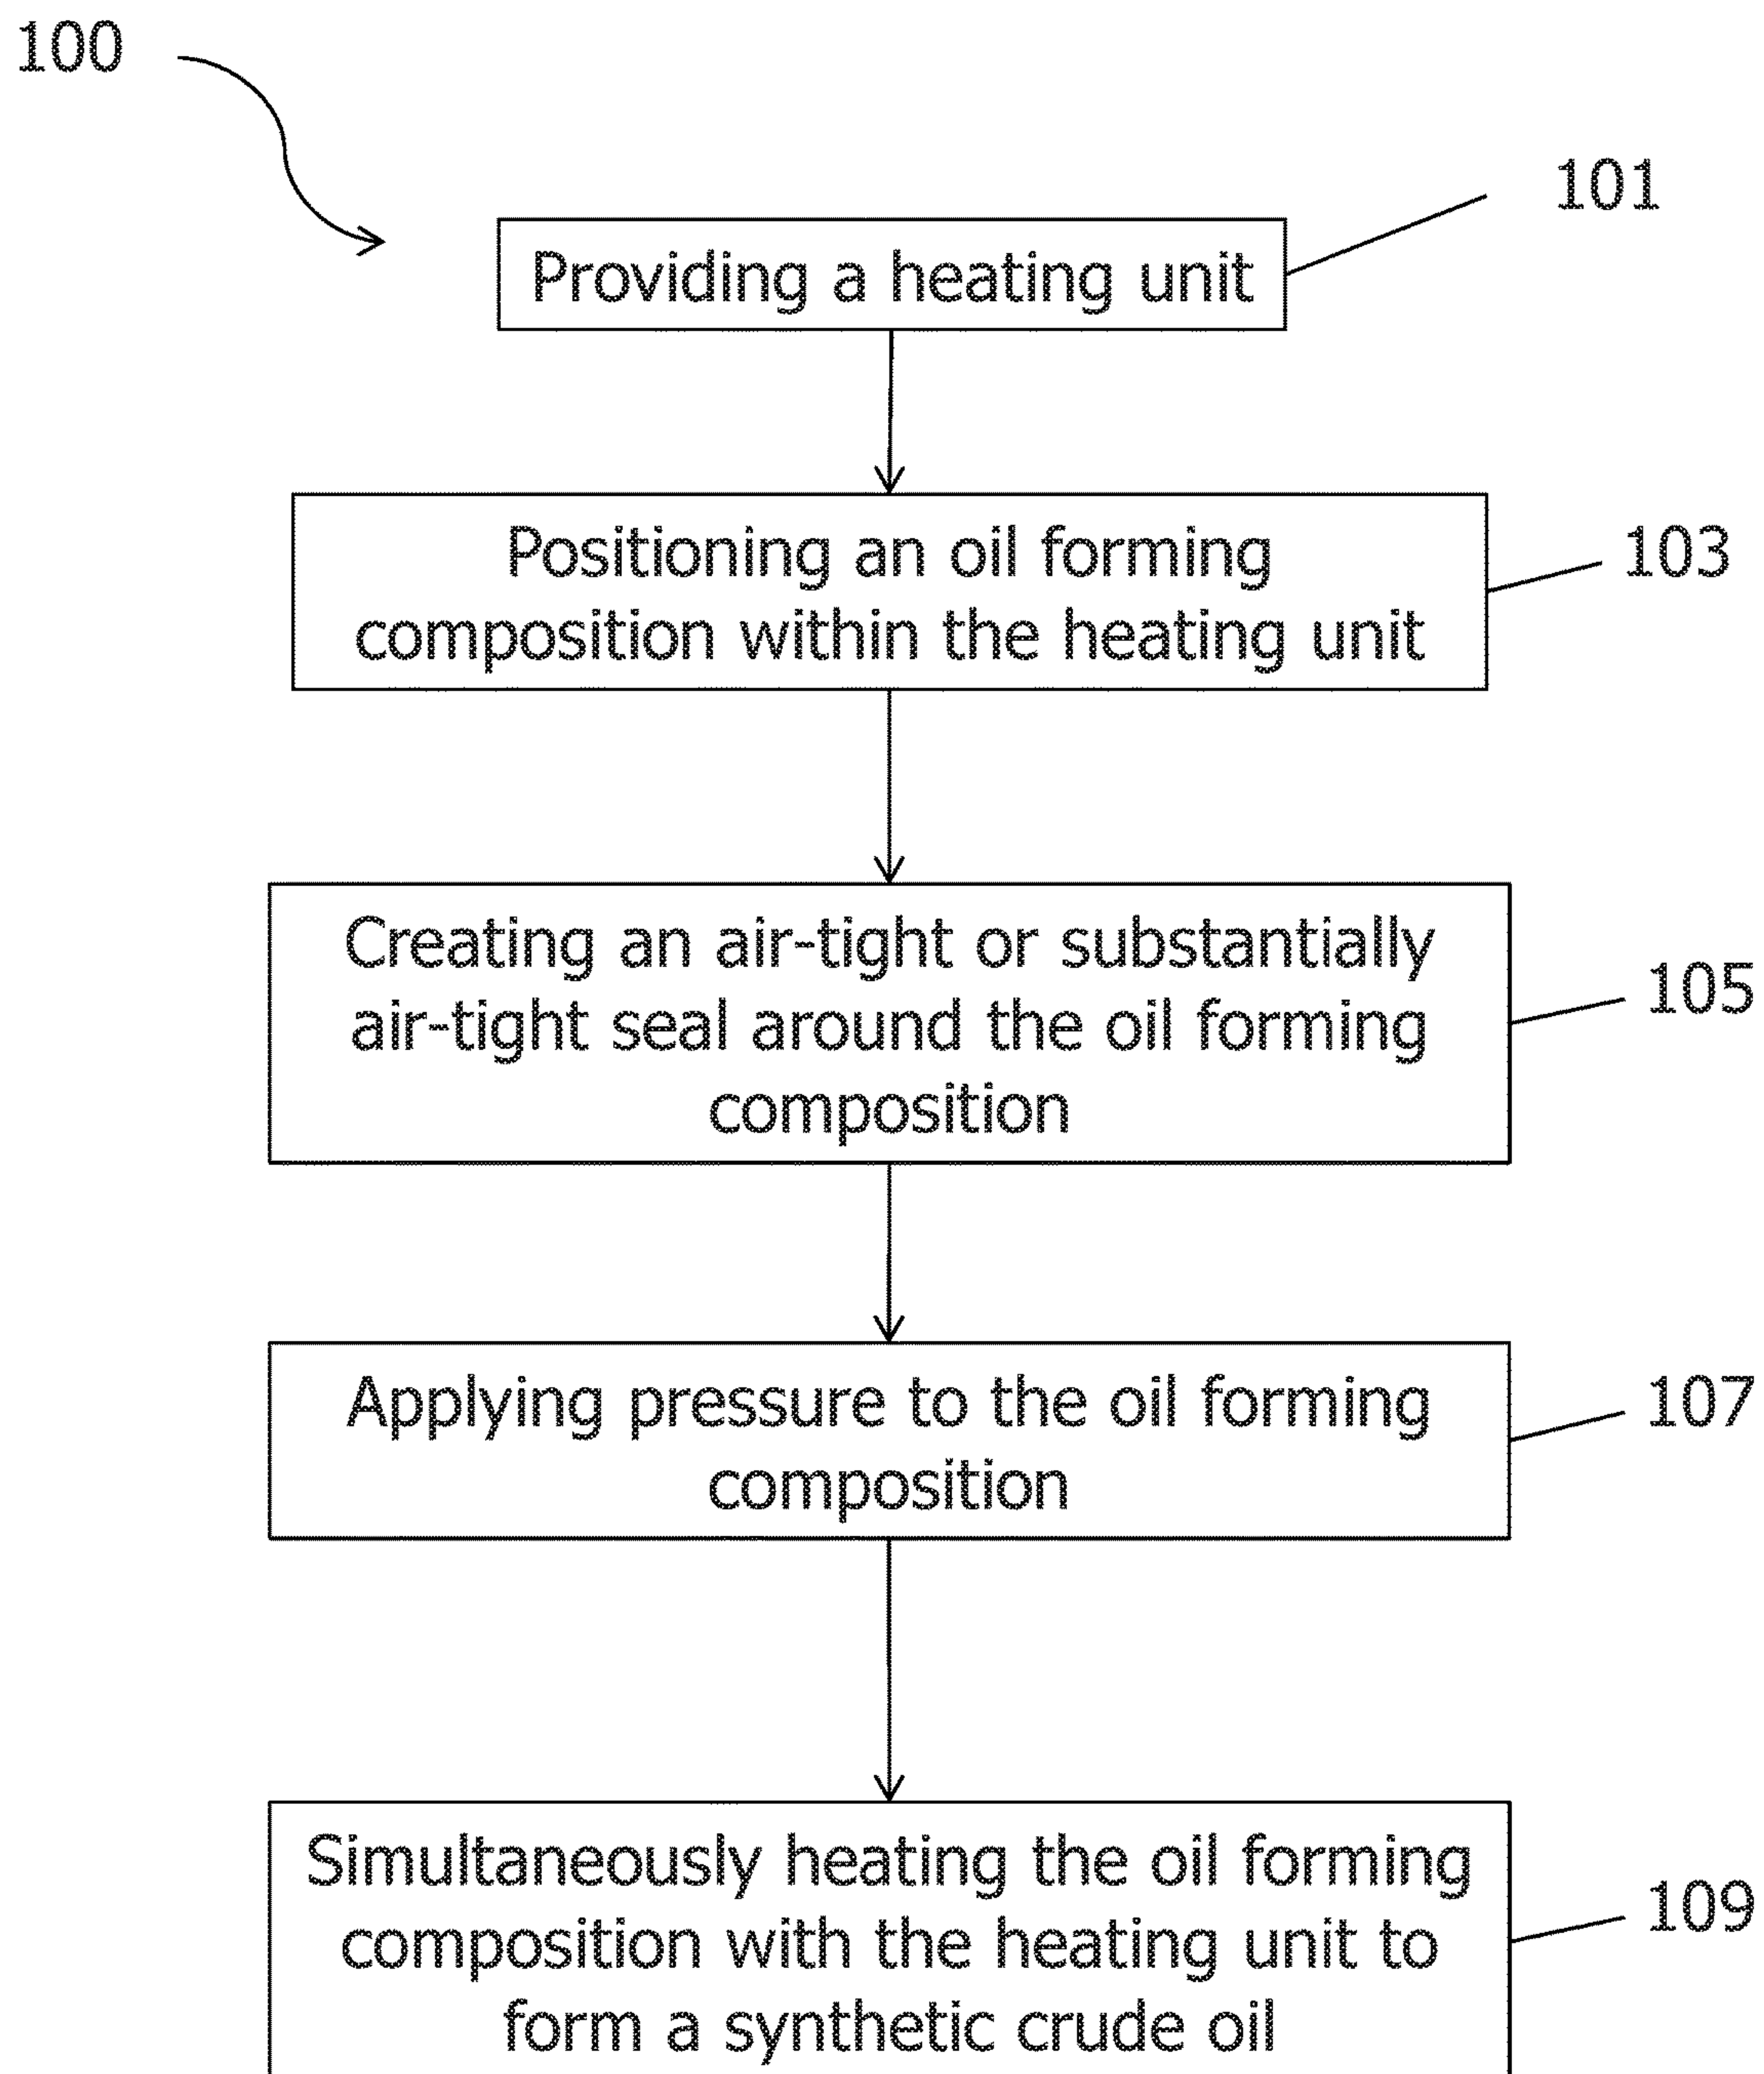 100
101
Providing a heating unit
Positioning an oil forming
composition within the heating unit
103
Creating an air-tight or substantially
air-tight seal around the oil forming
composition
105
Applying pressure to the oil forming
composition
107
Simultaneously heating the oil forming
composition with the heating unit to
form a synthetic crude oil
109